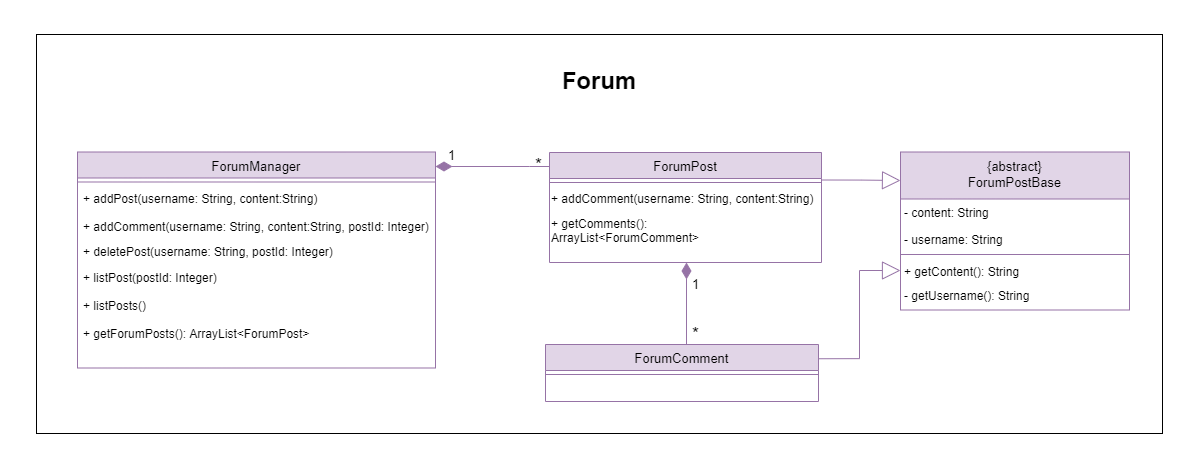 Forum
ForumManager
+ addPost(username: String, content:String)
+ addComment(username: String, content:String, postId: Integer)
+ deletePost(username: String, postId: Integer)
+ listPost(postId: Integer)
+ listPosts()
+ getForumPosts(): ArrayList<ForumPost>
1
*
ForumPost
+ addComment(username: String, content:String)
+ getComments():
ArrayList<ForumComment>
1
*
ForumComment
{abstract}
ForumPostBase
- content: String
- username: String
+ getContent(): String
- getUsername(): String